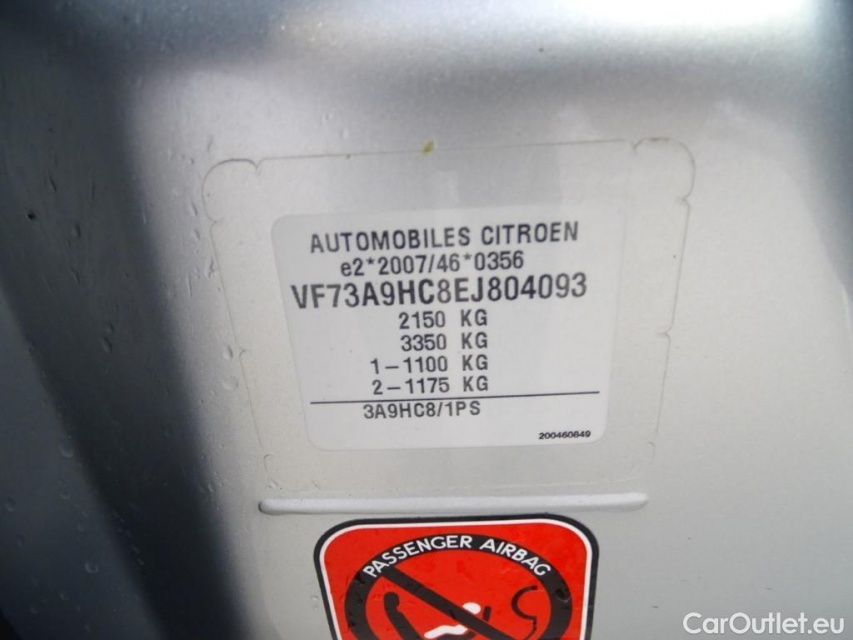 AUTOMOBILES CITROEN
e2*2007/46*0356
VF73A9HC8EJ804093
2150 KG
3350 KG
1-1100 KG
2-1175 KG
3A9HC8/1PS
200460849
PASSENGER AIRBAG
CarOutlet.eu